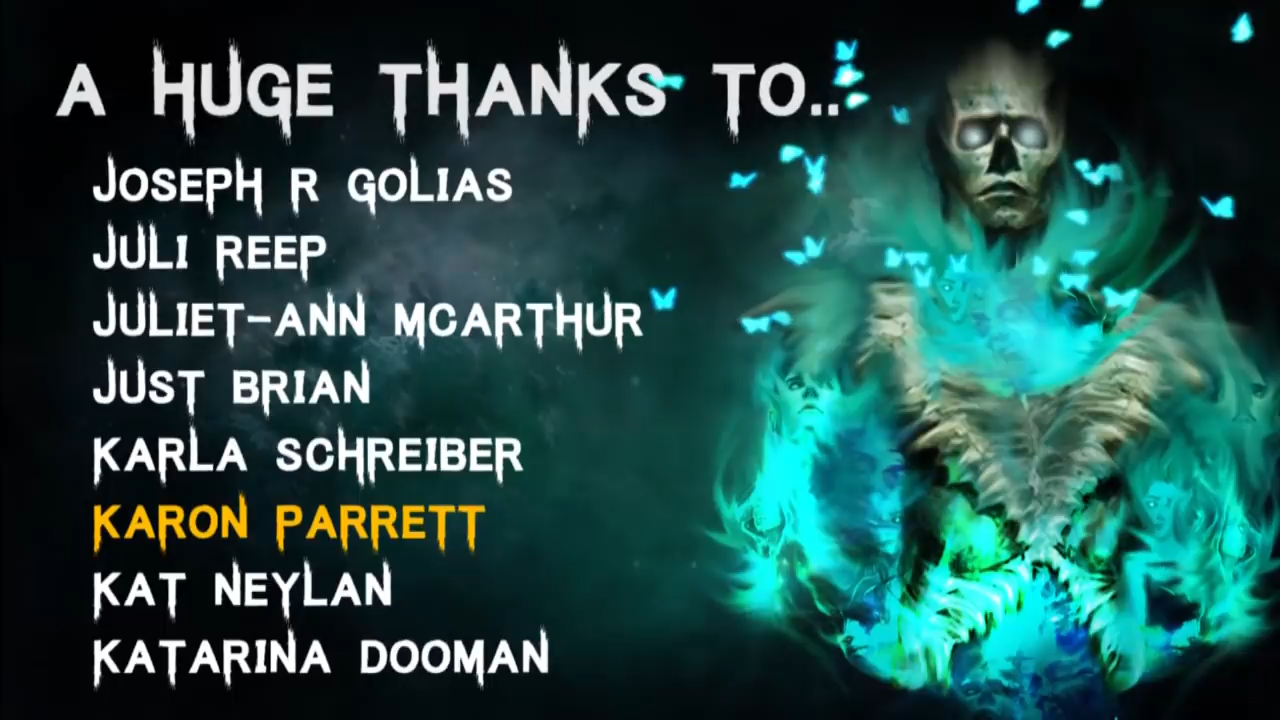 A HUGE THANKS TO..
JOSEPH R GOLIAS
JULI REEP
JULIET-ANN MCARTHUR
JUST BRIAN
KARLA SCHREIBER
KARON PARRETT
KAT NEYLAN
KATARINA DOOMAN